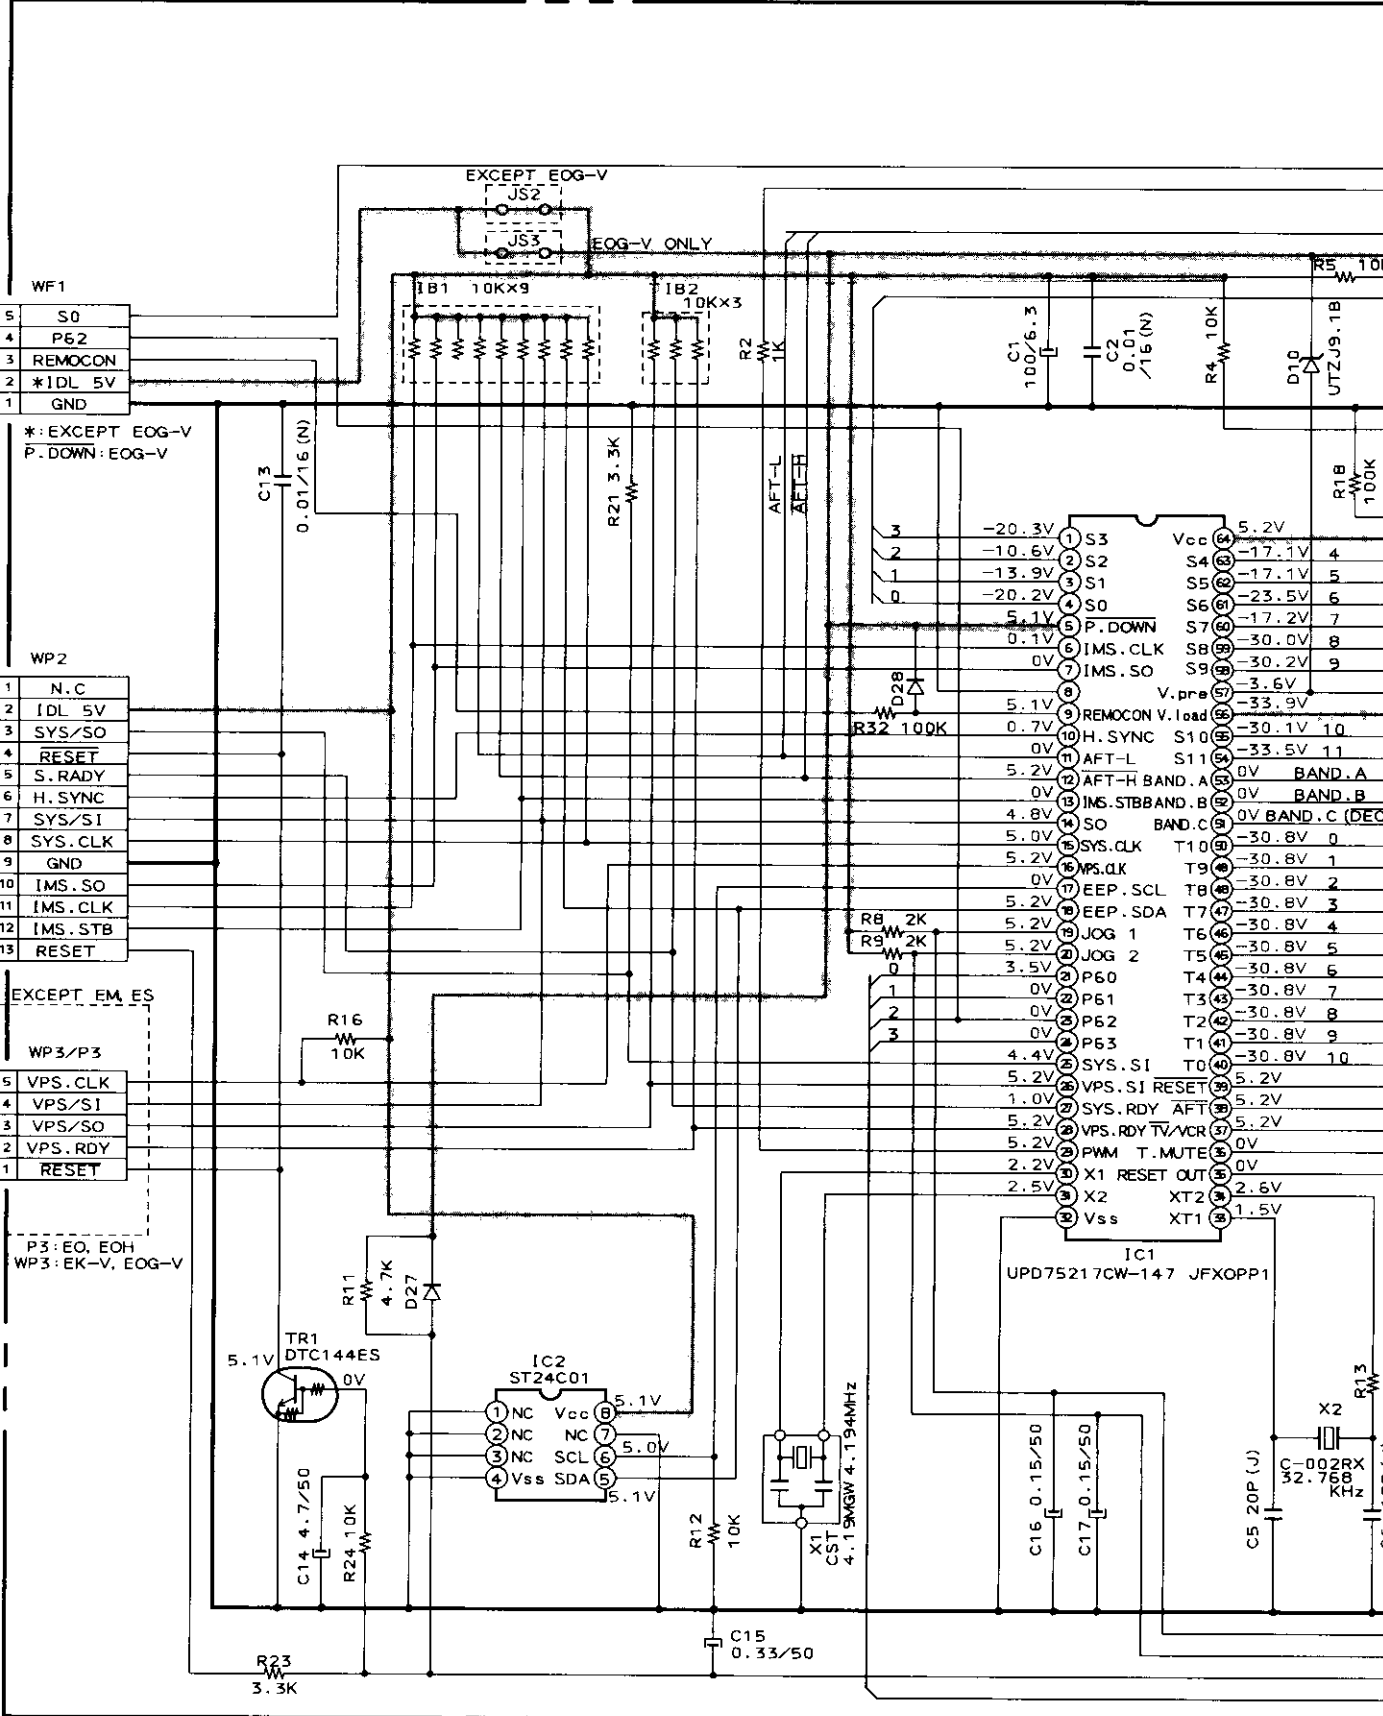 EXCEPT EOG-V
JS2
JS3
EOG-V ONLY
WF1
5 S0
4 P62
3 REMOCON
2 *IDL 5V
1 GND
*:EXCEPT EOG-V
P.DOWN:EOG-V
IB1 10K×9
IB2
10K×3
R2
1K
C1
100/6.3
C2
0.01
/16(N)
R4 10K
R5 10
D10
UTZJ9.1B
R18
100K
C13
0.01/16(N)
R21 3.3K
AFT-L
AFT-H
WP2
1 N.C
2 IDL 5V
3 SYS/SO
4 RESET
5 S.RADY
6 H.SYNC
7 SYS/SI
8 SYS.CLK
9 GND
10 IMS.SO
11 IMS.CLK
12 IMS.STB
13 RESET
EXCEPT EM, ES
WP3/P3
5 VPS.CLK
4 VPS/SI
3 VPS/SO
2 VPS.RDY
1 RESET
P3:EO, EOH
WP3:EK-V, EOG-V
R16
10K
D28
R32 100K
R8 2K
R9 2K
3 -20.3V 1 S3
2 -10.6V 2 S2
1 -13.9V 3 S1
0 -20.2V 4 S0
5.1V 5 P.DOWN
0.1V 6 IMS.CLK
0V 7 IMS.SO
8
5.1V 9 REMOCON
0.7V 10 H.SYNC
0V 11 AFT-L
5.2V 12 AFT-H
0V 13 IMS.STB
4.8V 14 SO
5.0V 15 SYS.CLK
5.2V 16 VPS.CLK
0V 17 EEP.SCL
5.2V 18 EEP.SDA
5.2V 19 JOG 1
5.2V 20 JOG 2
0 3.5V 21 P60
1 0V 22 P61
2 0V 23 P62
3 0V 24 P63
4.4V 25 SYS.SI
5.2V 26 VPS.SI
1.0V 27 SYS.RDY
5.2V 28 VPS.RDY
5.2V 29 PWM
2.2V 30 X1
2.5V 31 X2
32 Vss
Vcc 64 5.2V
S4 63 -17.1V 4
S5 62 -17.1V 5
S6 61 -23.5V 6
S7 60 -17.2V 7
S8 59 -30.0V 8
S9 58 -30.2V 9
V.pre 57 -3.6V
V.load 56 -33.9V
S10 55 -30.1V 10
S11 54 -33.5V 11
BAND.A 53 0V BAND.A
BAND.B 52 0V BAND.B
BAND.C 51 0V BAND.C (DEC
T10 50 -30.8V 0
T9 49 -30.8V 1
T8 48 -30.8V 2
T7 47 -30.8V 3
T6 46 -30.8V 4
T5 45 -30.8V 5
T4 44 -30.8V 6
T3 43 -30.8V 7
T2 42 -30.8V 8
T1 41 -30.8V 9
T0 40 -30.8V 10
RESET 39 5.2V
AFT 38 5.2V
TV/VCR 37 5.2V
T.MUTE 36 0V
RESET OUT 35 0V
XT2 34 2.6V
XT1 33 1.5V
IC1
UPD75217CW-147 JFXOPP1
R11
4.7K
D27
TR1
DTC144ES
5.1V
0V
IC2
ST24C01
1 NC Vcc 8 5.1V
2 NC NC 7
3 NC SCL 6 5.0V
4 Vss SDA 5 5.1V
C14 4.7/50
R24 10K
R12
10K
X1
CST
4.19MGW 4.194MHz
C16 0.15/50
C17 0.15/50
C5 20P(J)
X2
C-002RX
32.768
KHz
R13
C15
0.33/50
R23
3.3K